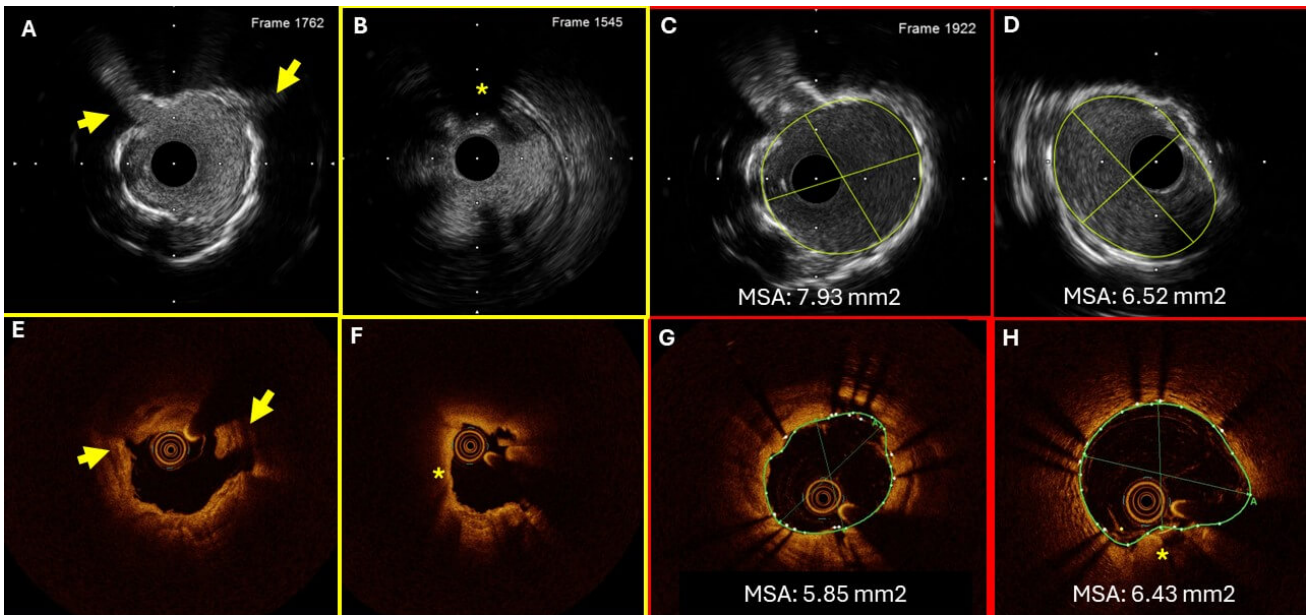 A
Frame 1762
B
Frame 1545
*
C
Frame 1922
MSA: 7.93 mm2
D
MSA: 6.52 mm2
E
F
*
G
A
MSA: 5.85 mm2
H
A
*
MSA: 6.43 mm2